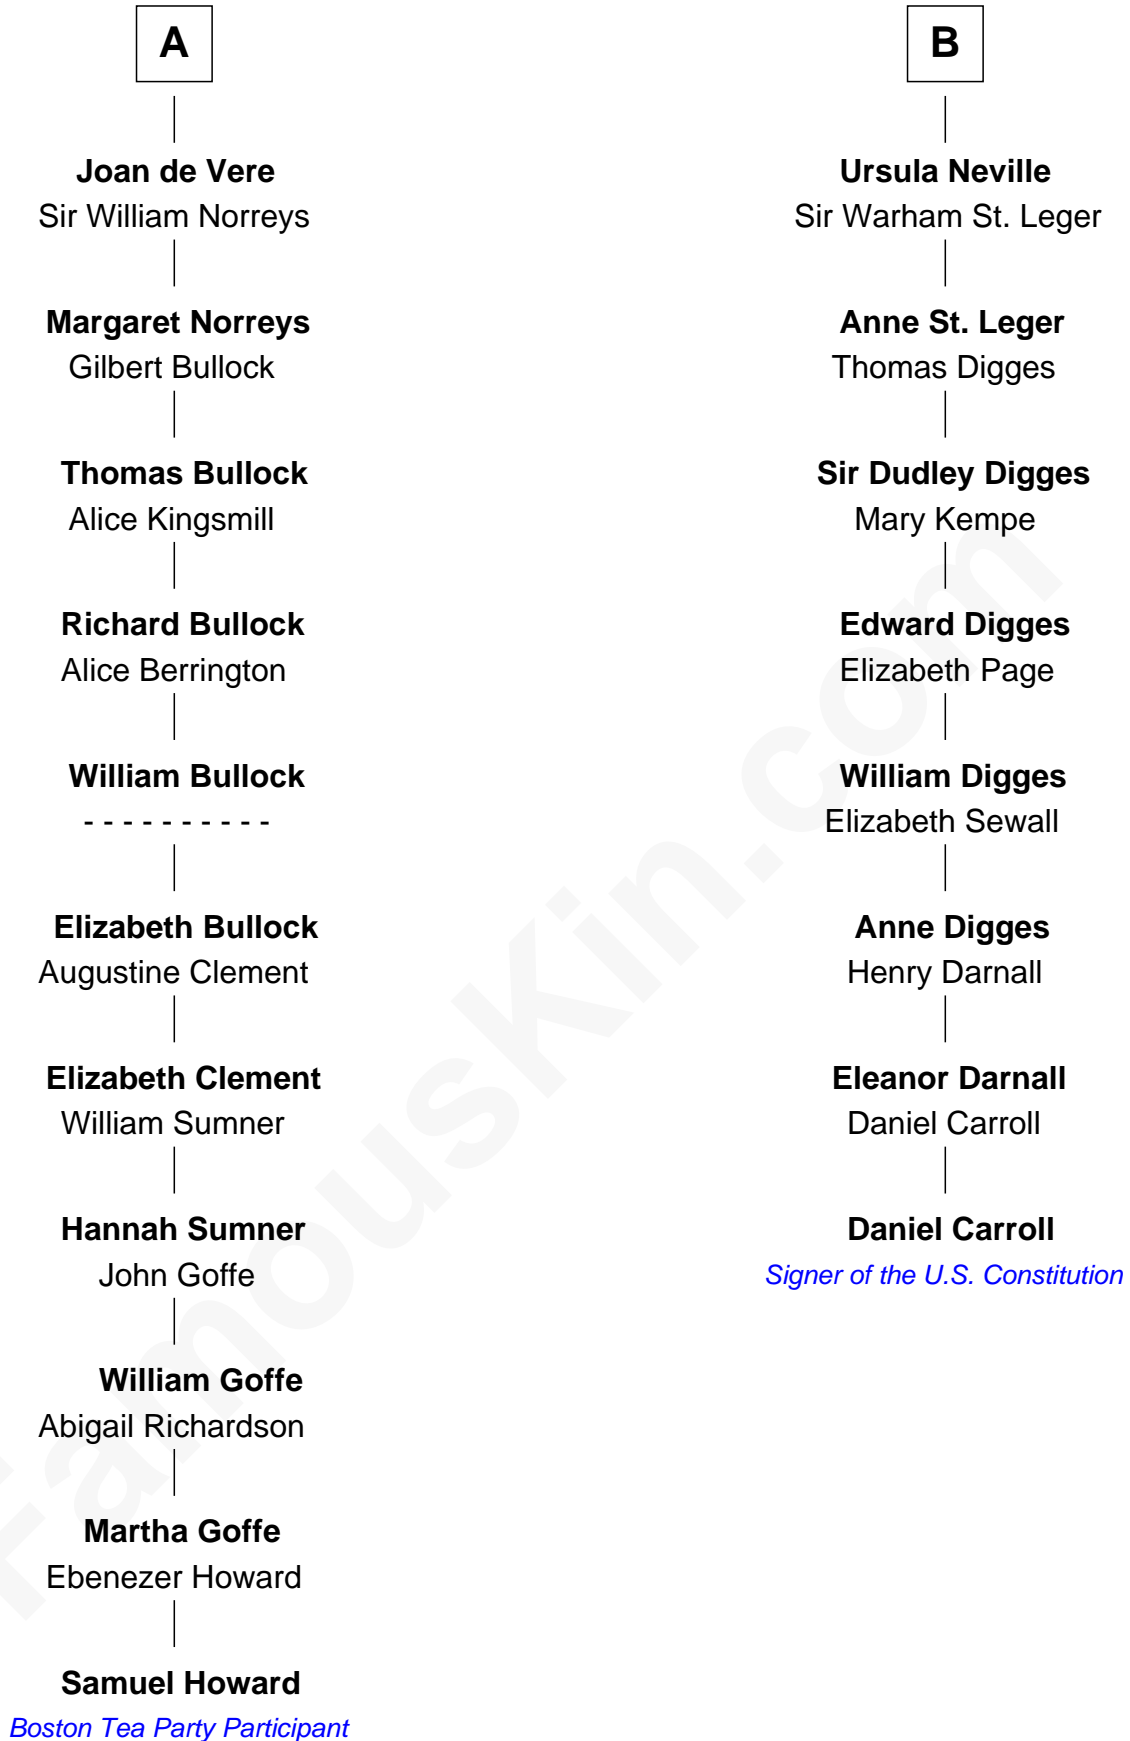 A
Joan de Vere
Sir William Norreys
Margaret Norreys
Gilbert Bullock
Thomas Bullock
Alice Kingsmill
Richard Bullock
Alice Berrington
William Bullock
- - - - - - - - - -
Elizabeth Bullock
Augustine Clement
Elizabeth Clement
William Sumner
Hannah Sumner
John Goffe
William Goffe
Abigail Richardson
Martha Goffe
Ebenezer Howard
Samuel Howard
Boston Tea Party Participant
B
Ursula Neville
Sir Warham St. Leger
Anne St. Leger
Thomas Digges
Sir Dudley Digges
Mary Kempe
Edward Digges
Elizabeth Page
William Digges
Elizabeth Sewall
Anne Digges
Henry Darnall
Eleanor Darnall
Daniel Carroll
Daniel Carroll
Signer of the U.S. Constitution
FamousKin.com